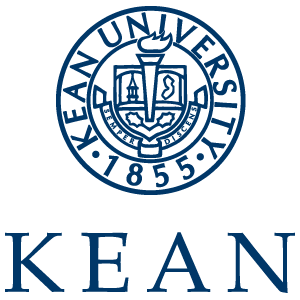 · KEAN UNIVERSITY ·
SEMPER DISCENS
1855
KEAN